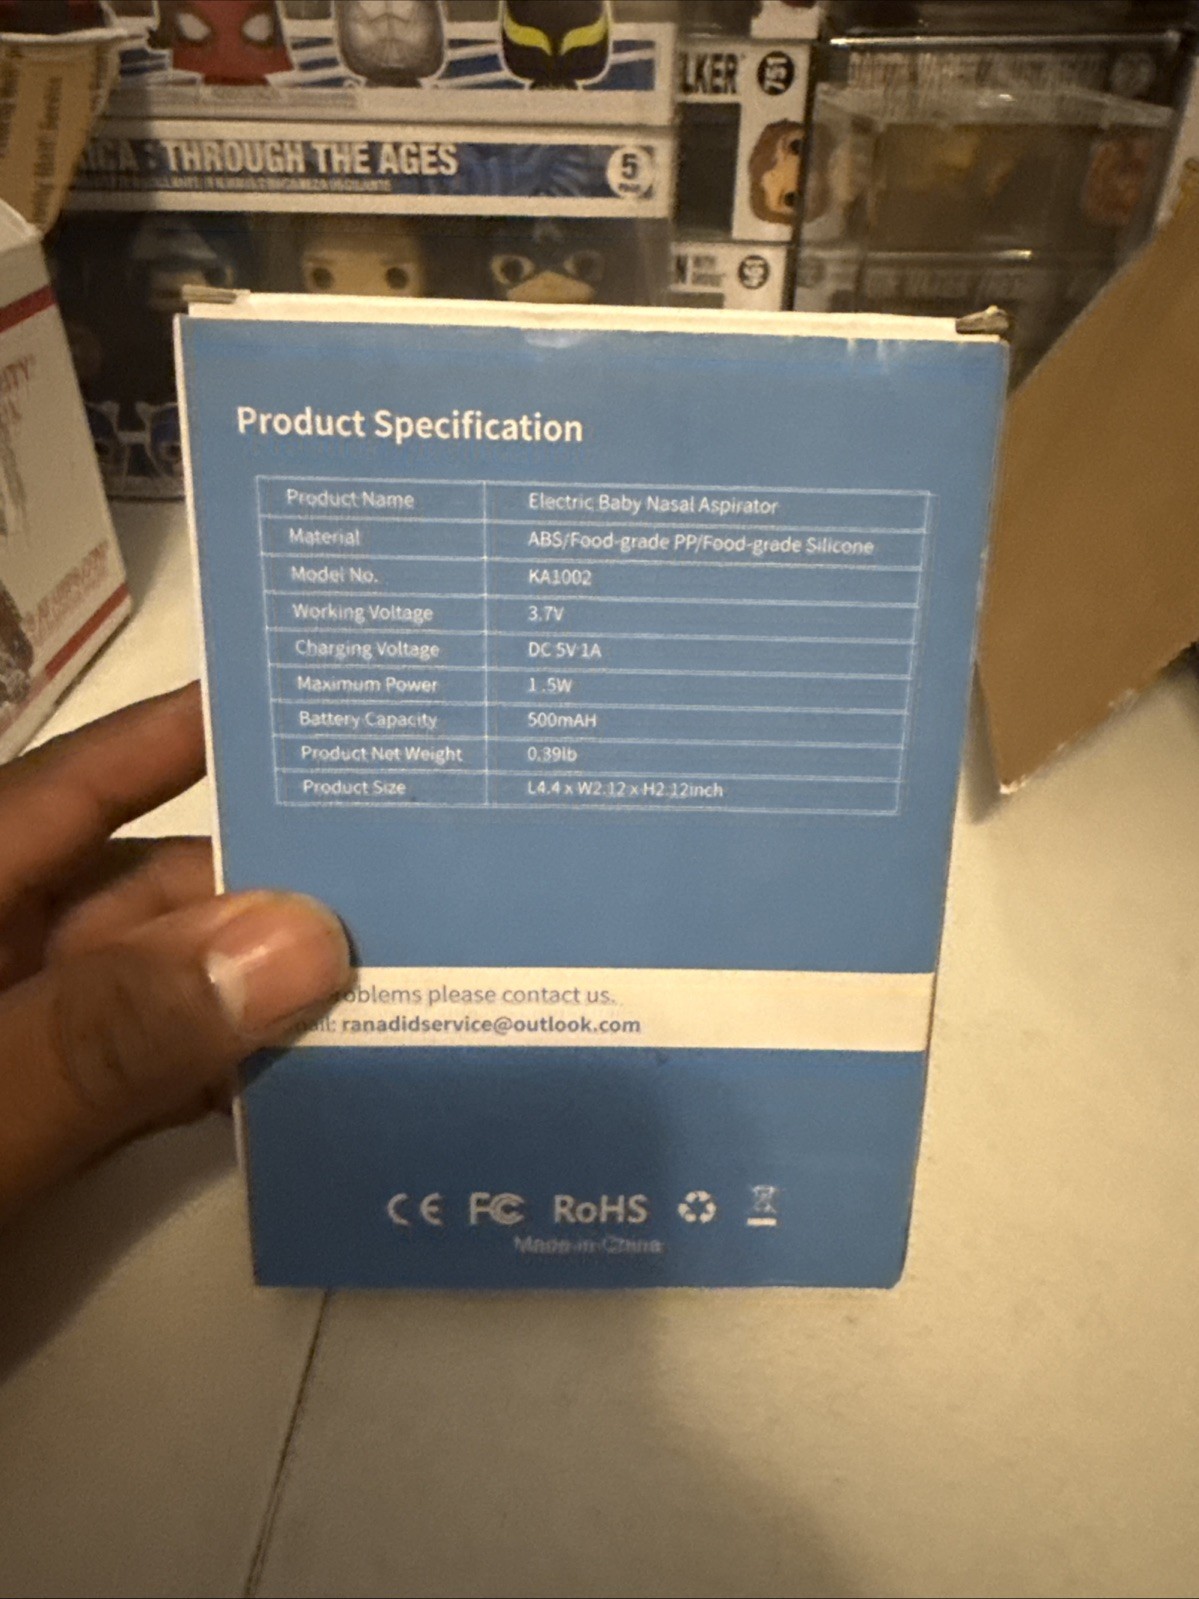 THROUGH THE AGES
5
LKER
751
Product Specification
Product Name Electric Baby Nasal Aspirator
Material ABS/Food-grade PP/Food-grade Silicone
Model No. KA1002
Working Voltage 3.7V
Charging Voltage DC 5V 1A
Maximum Power 1.5W
Battery Capacity 500mAH
Product Net Weight 0.39lb
Product Size L4.4 x W2.12 x H2.12inch
oblems please contact us.
ail: ranadidservice@outlook.com
CE FC RoHS
Made in China